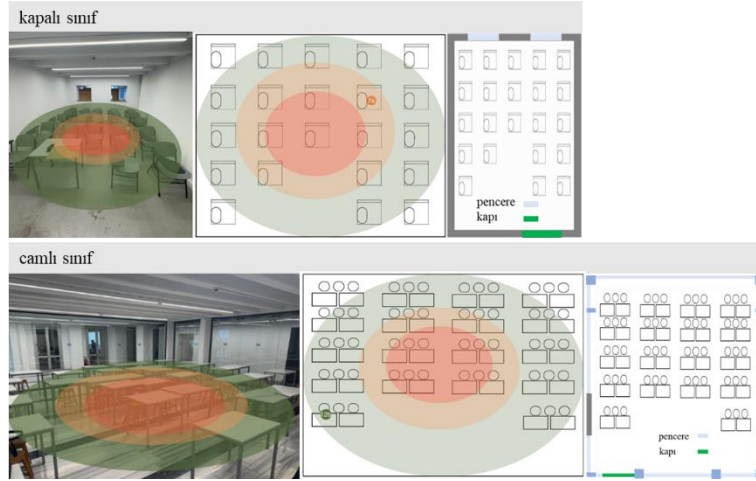 kapalı sınıf
pencere
kapı
camlı sınıf
pencere
kapı